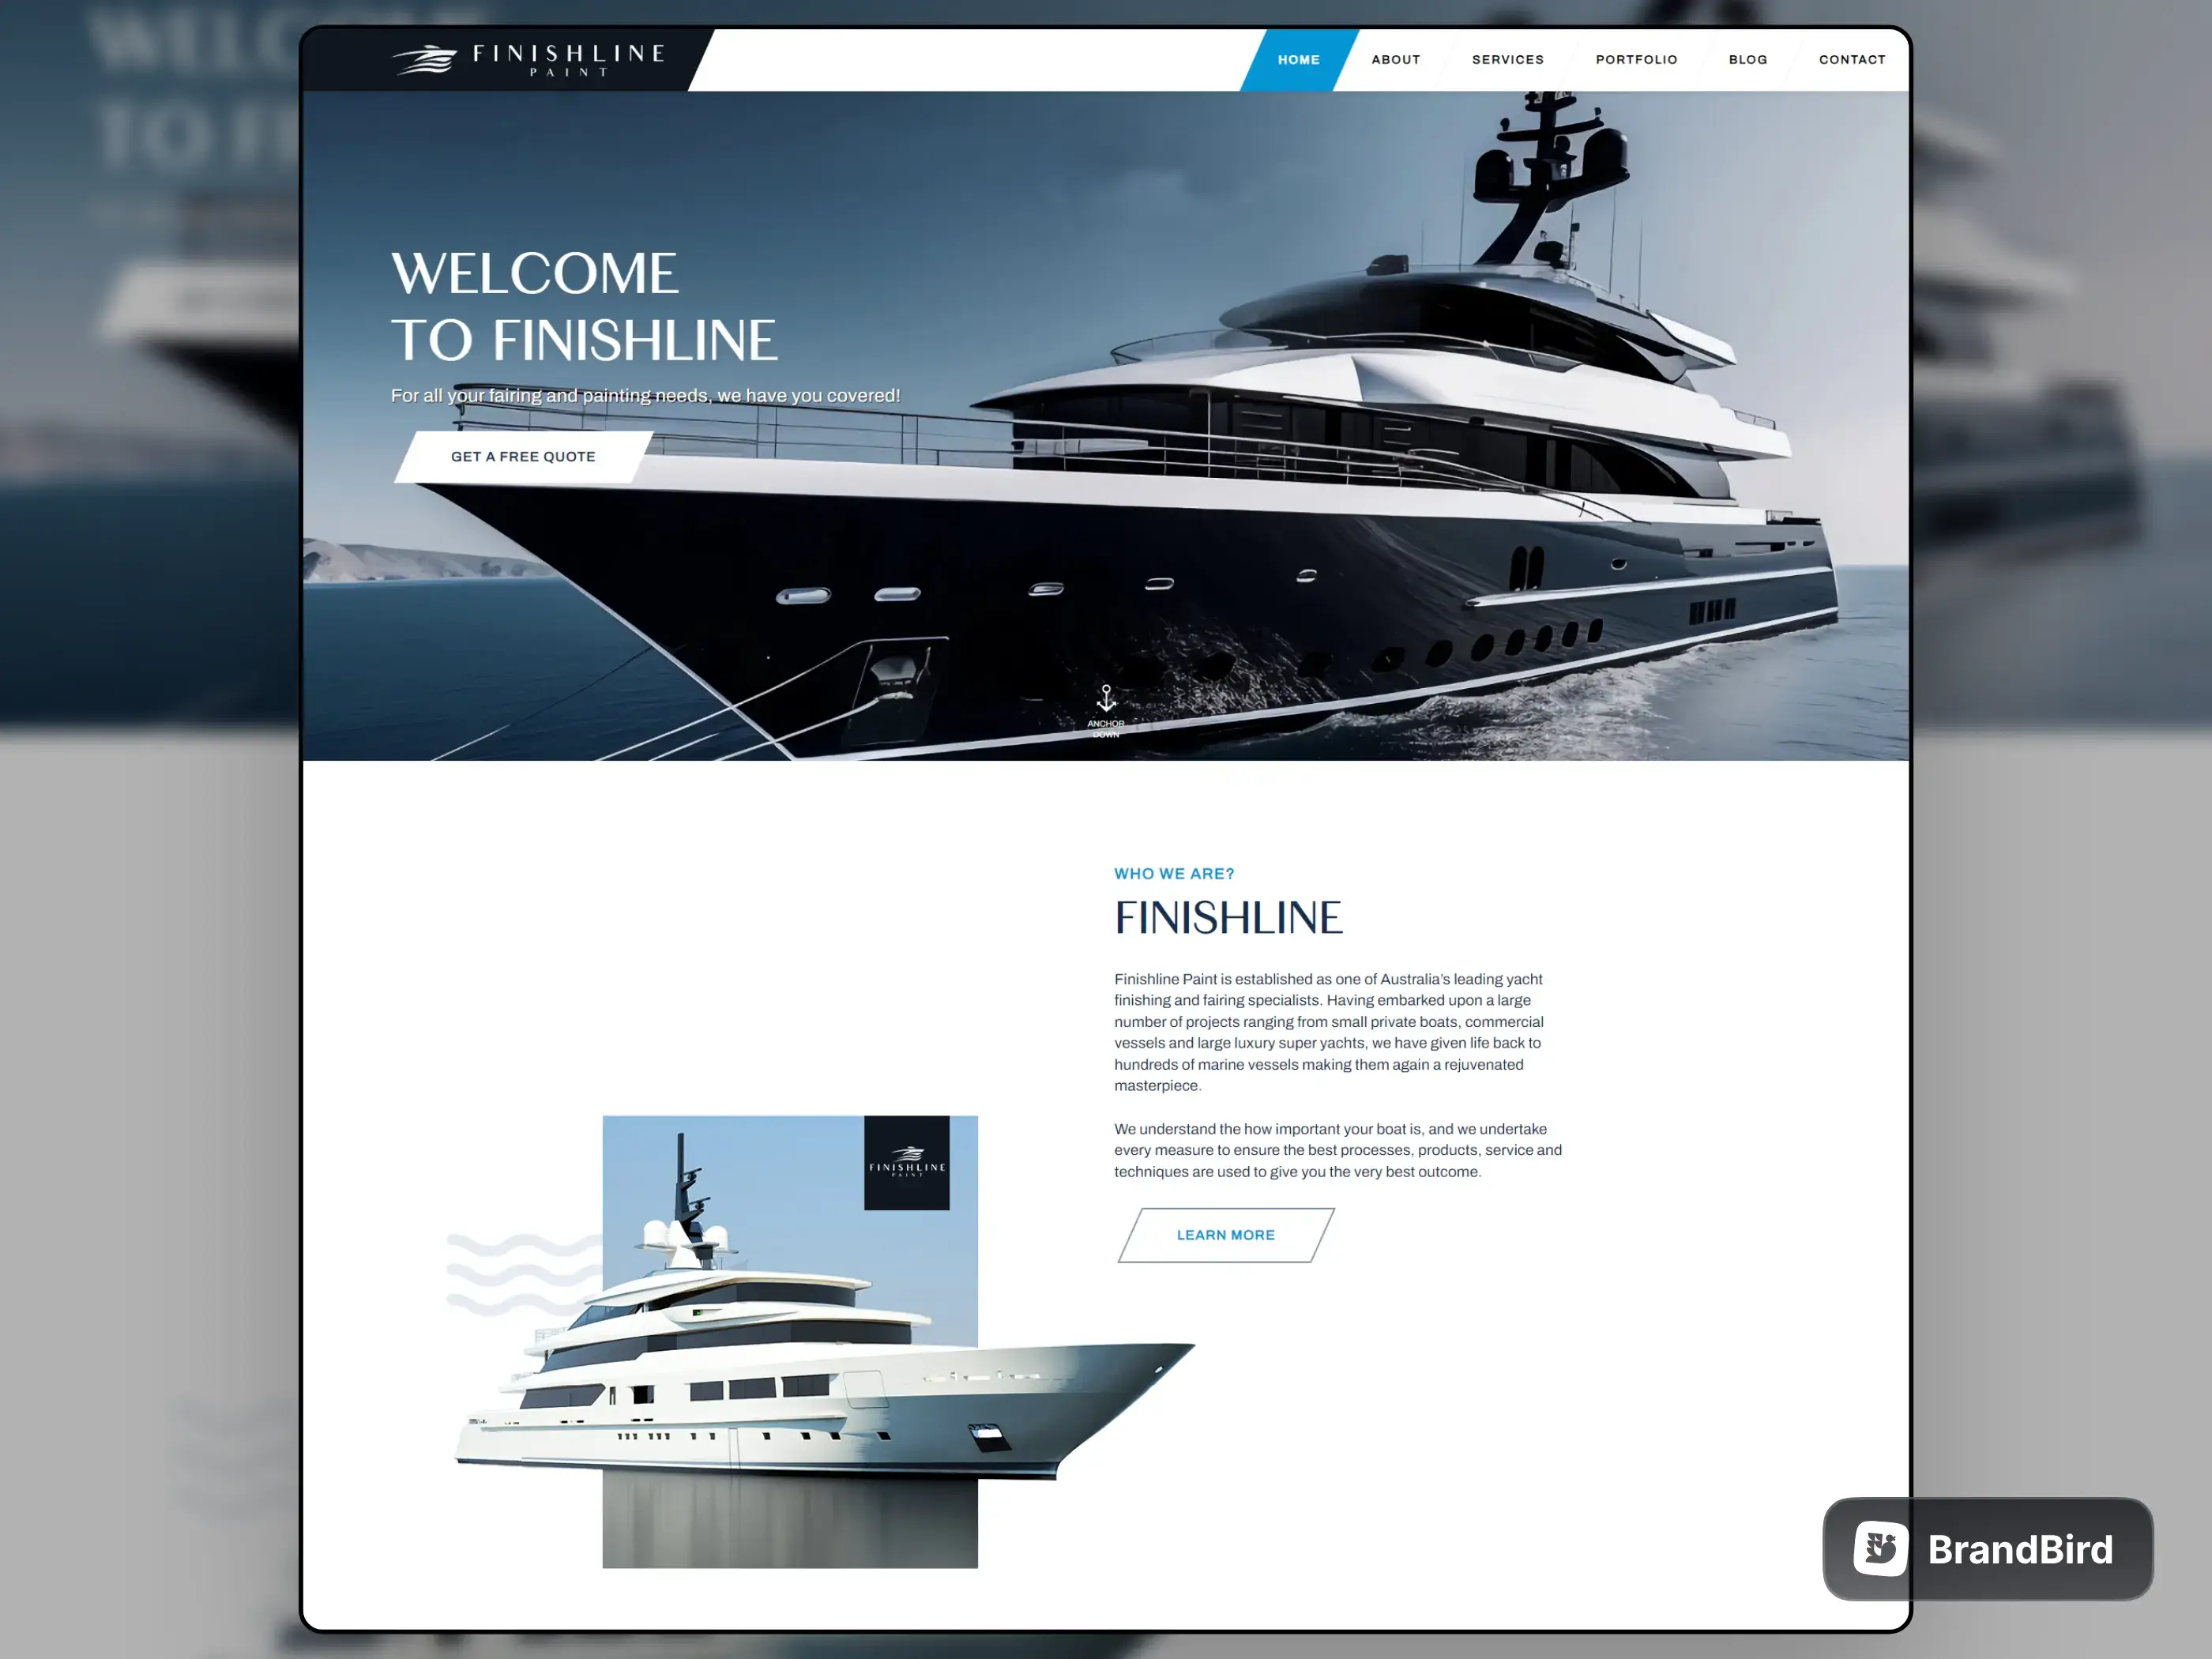 FINISHLINE
PAINT
HOME
ABOUT
SERVICES
PORTFOLIO
BLOG
CONTACT
WELCOME
TO FINISHLINE
For all your fairing and painting needs, we have you covered!
GET A FREE QUOTE
ANCHOR
DOWN
WHO WE ARE?
FINISHLINE
Finishline Paint is established as one of Australia's leading yacht
finishing and fairing specialists. Having embarked upon a large
number of projects ranging from small private boats, commercial
vessels and large luxury super yachts, we have given life back to
hundreds of marine vessels making them again a rejuvenated
masterpiece.
We understand the how important your boat is, and we undertake
every measure to ensure the best processes, products, service and
techniques are used to give you the very best outcome.
LEARN MORE
FINISHLINE
PAINT
BrandBird